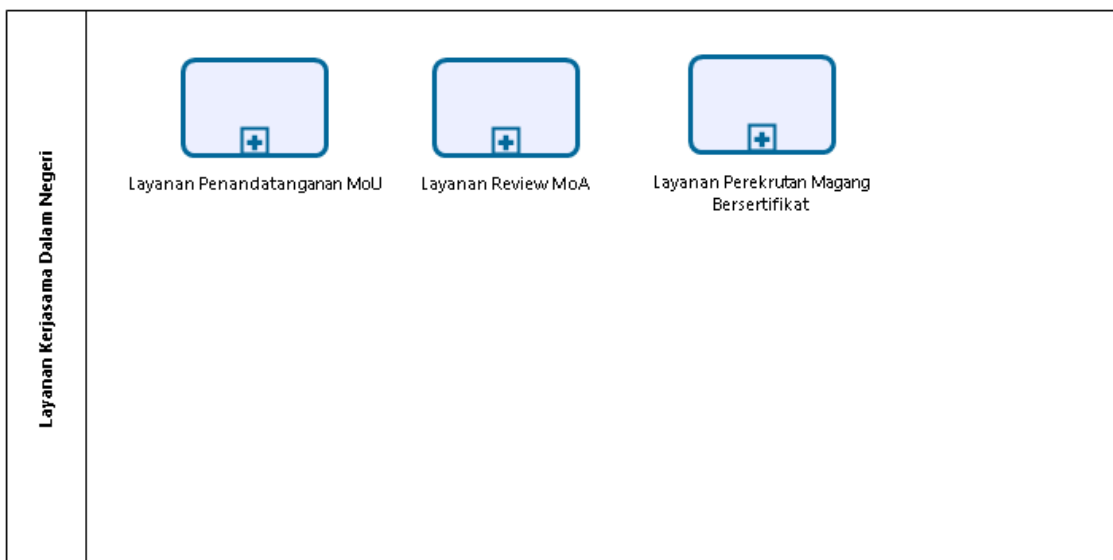 Layanan Kerjasama Dalam Negeri
Layanan Penandatanganan MoU
Layanan Review MoA
Layanan Perekrutan Magang
Bersertifikat